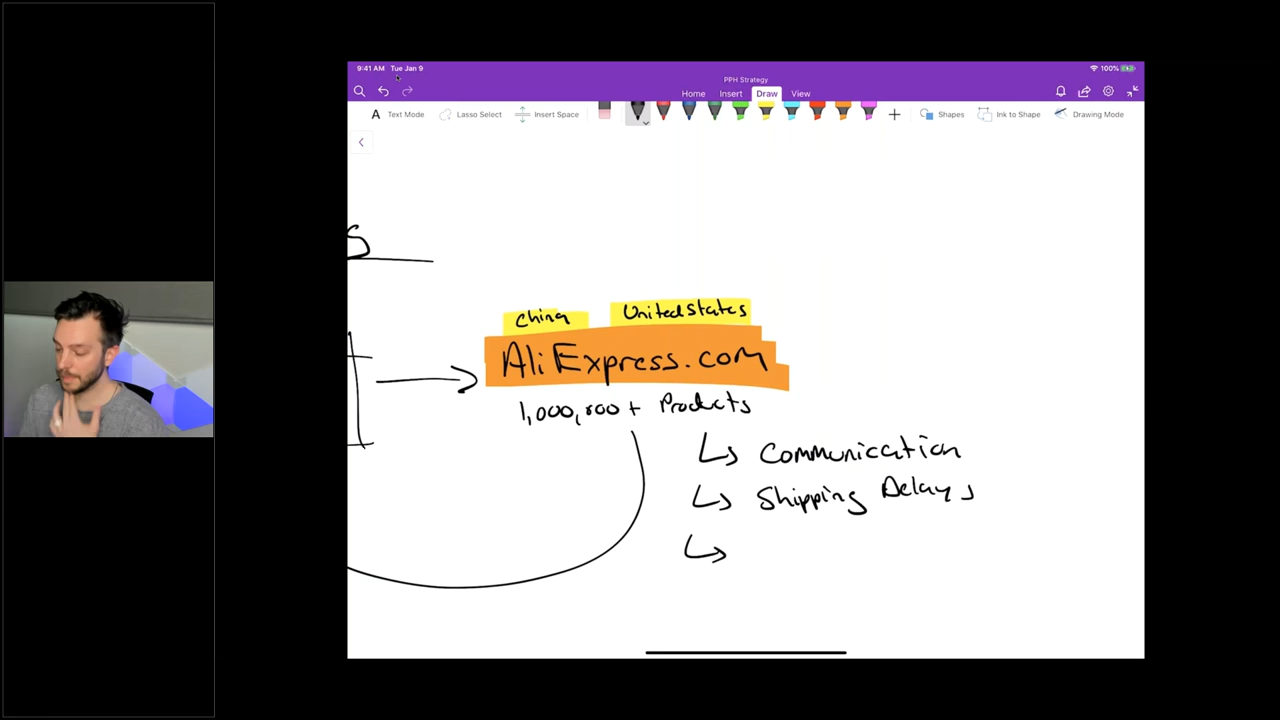 9:41 AM Tue Jan 9
100%
PPH Strategy
Home Insert Draw View
A Text Mode Lasso Select Insert Space Shapes Ink to Shape Drawing Mode
S
China United States
AliExpress.com
1,000,000+ Products
Communication
Shipping Delays